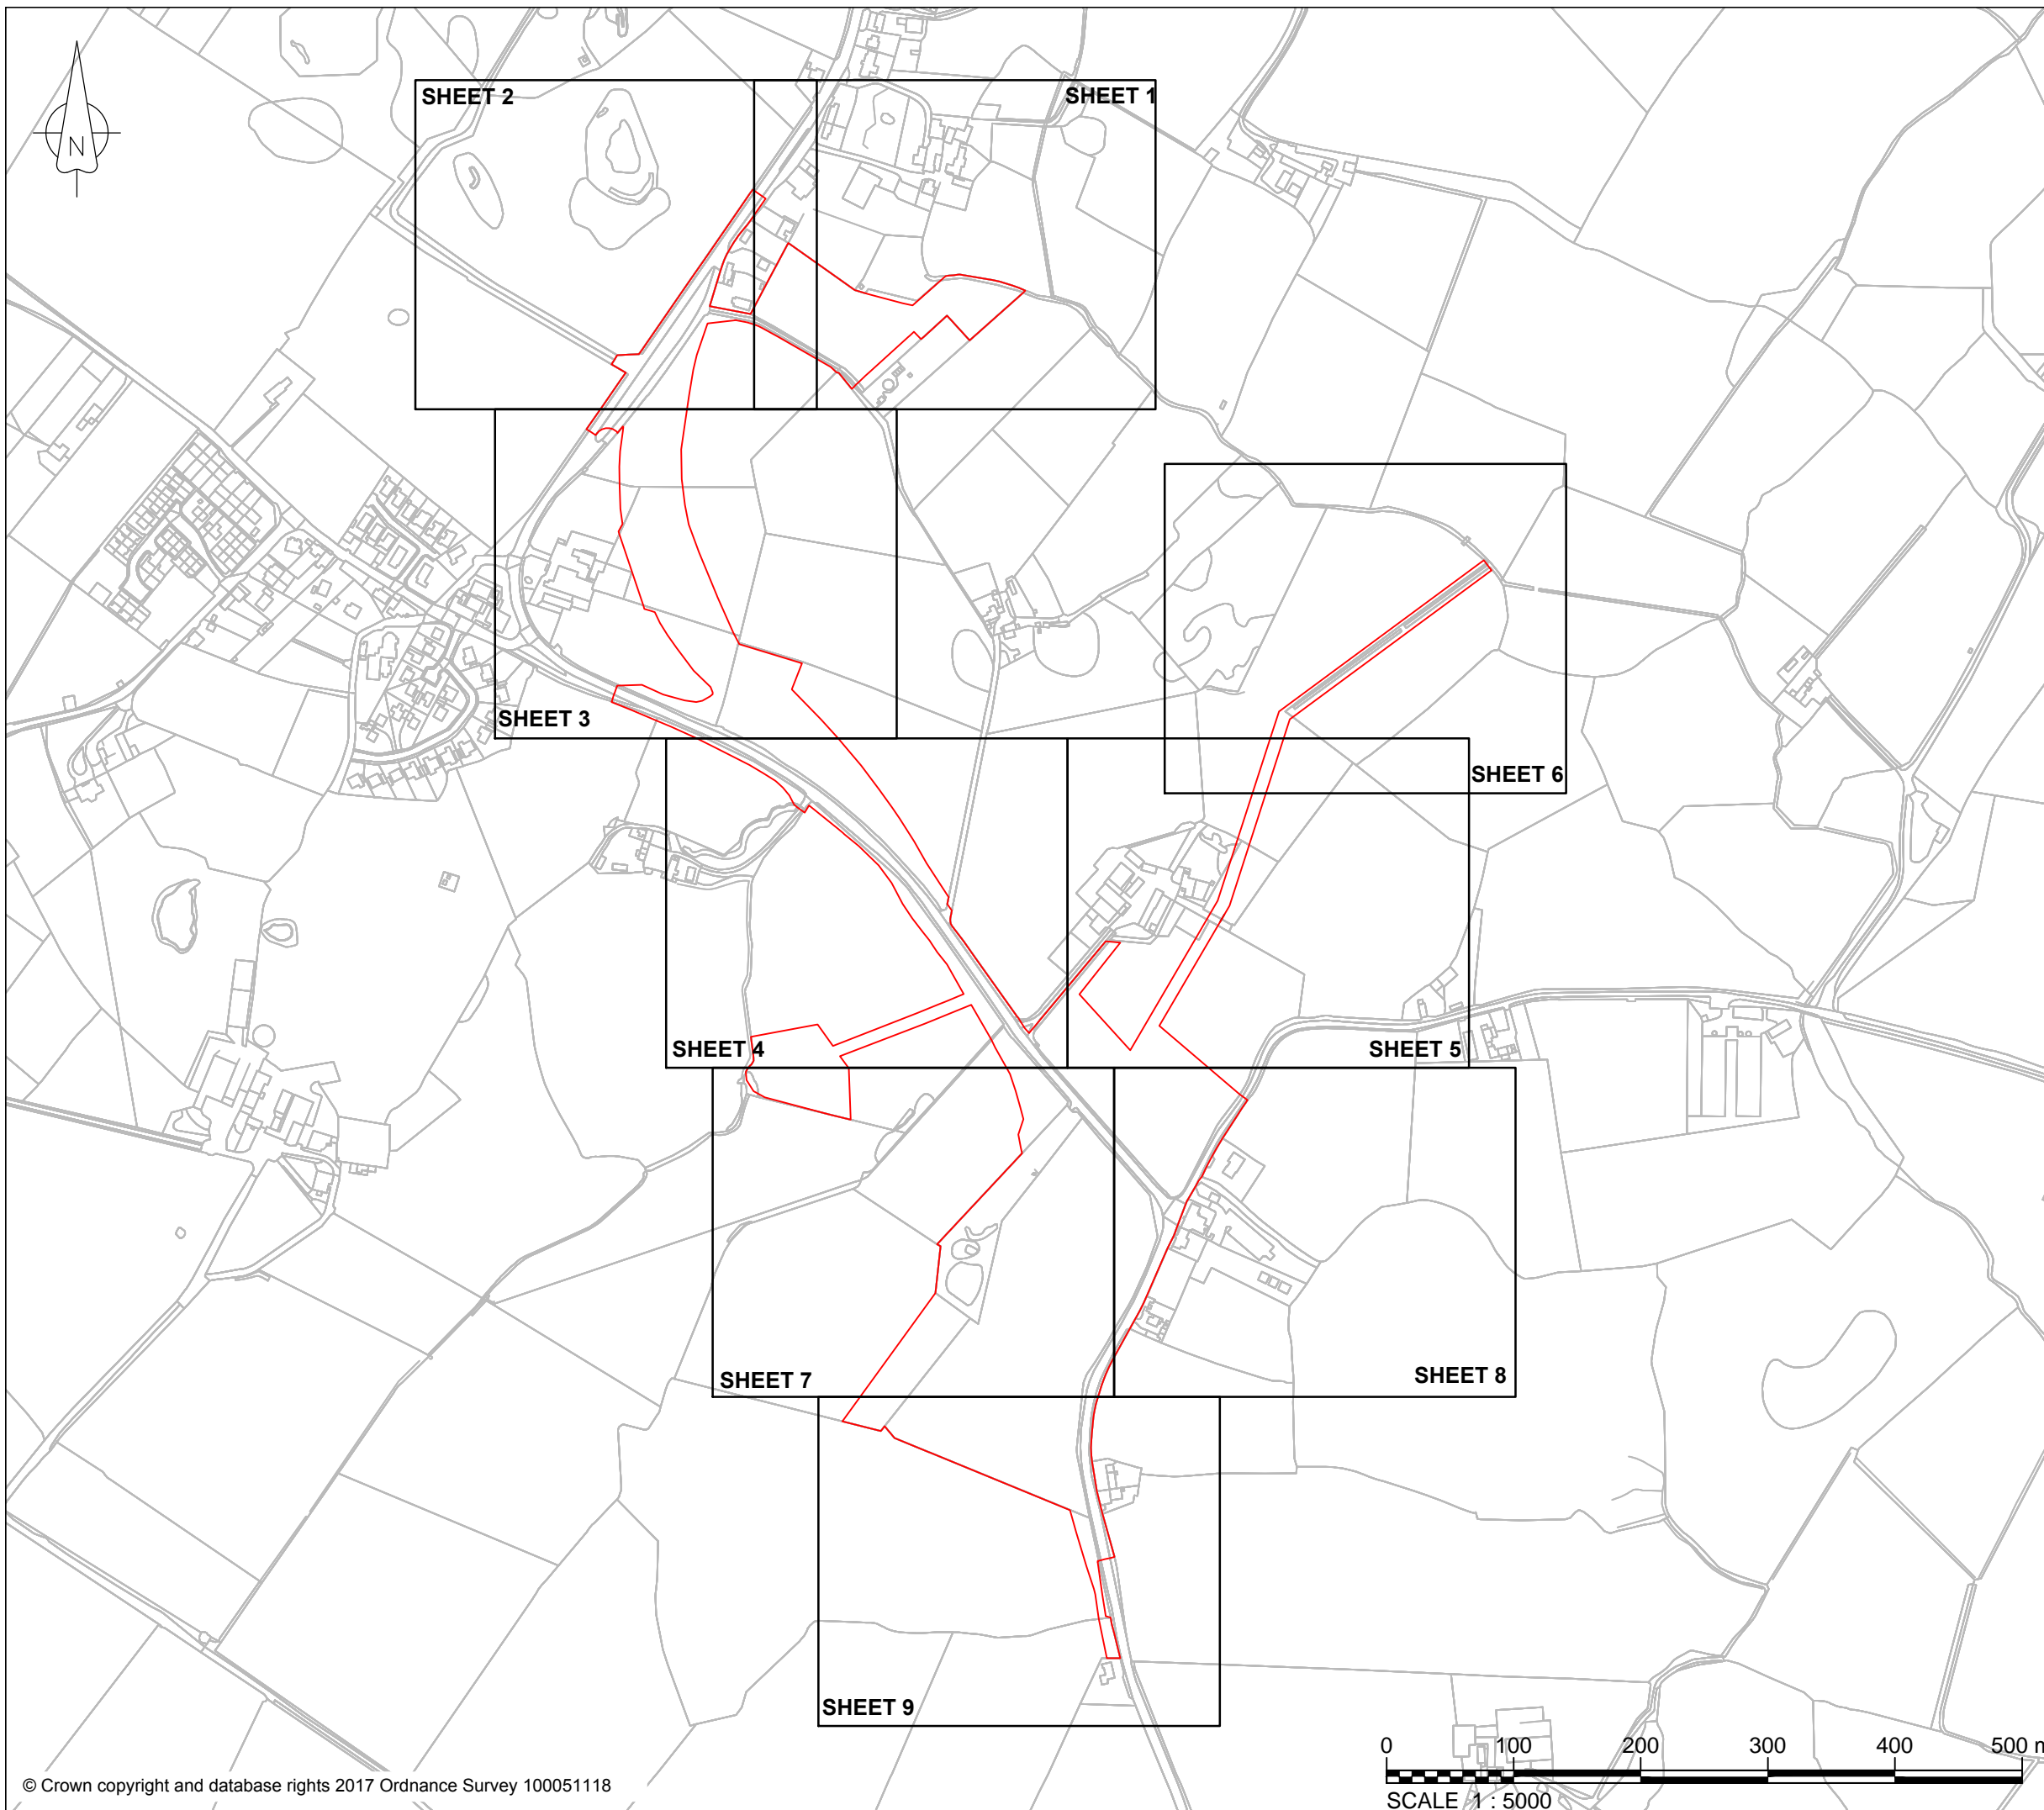 SHEET 2
SHEET 1
N
SHEET 3
SHEET 6
SHEET 4
SHEET 5
SHEET 7
SHEET 8
SHEET 9
0 100 200 300 400 500 m
SCALE 1 : 5000
© Crown copyright and database rights 2017 Ordnance Survey 100051118